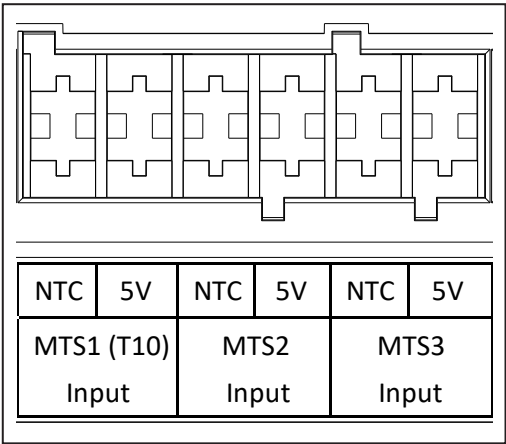 NTC 5V NTC 5V NTC 5V
MTS1 (T10) MTS2 MTS3
Input Input Input